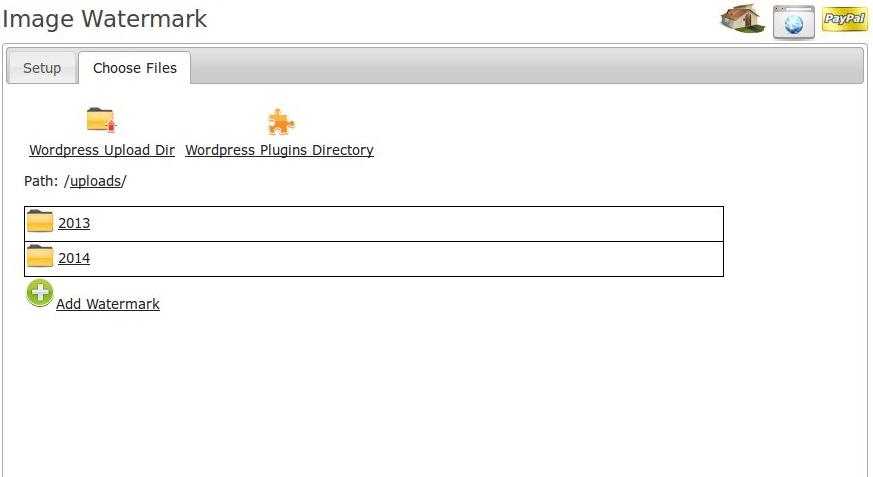 Image Watermark
PayPal
Setup
Choose Files
Wordpress Upload Dir
Wordpress Plugins Directory
Path: /uploads/
2013
2014
Add Watermark